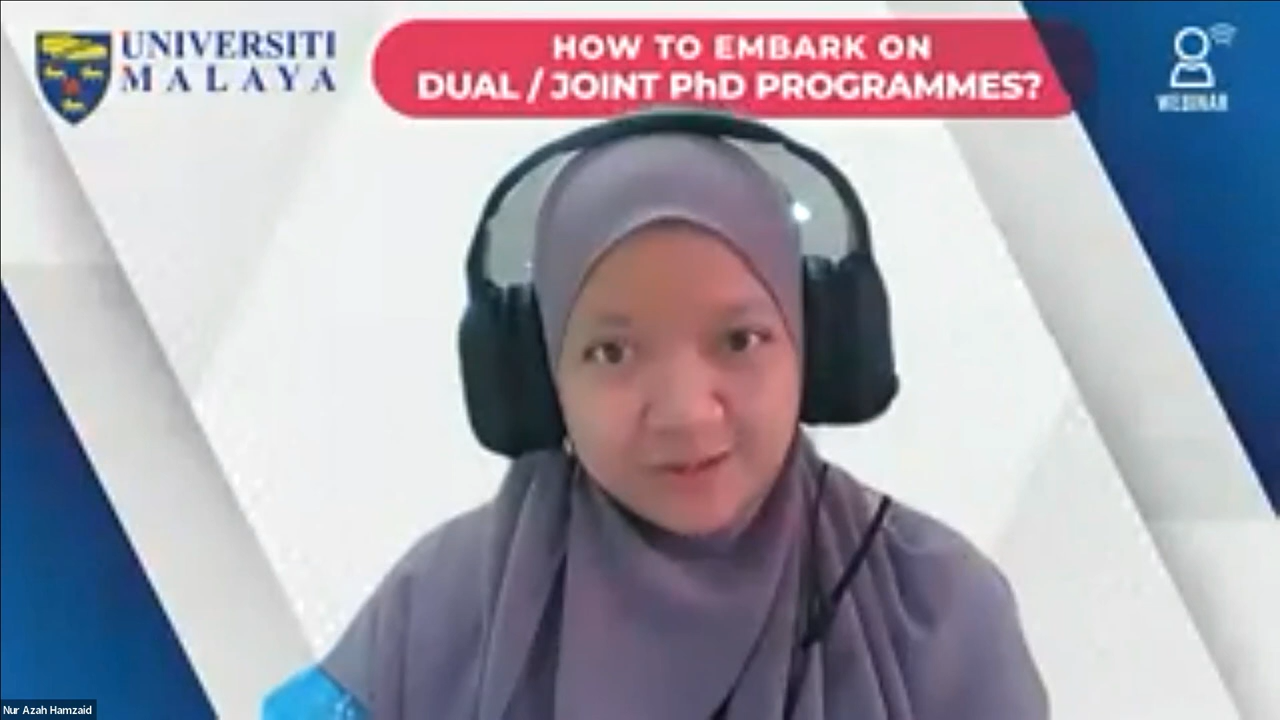 UNIVERSITI
MALAYA
HOW TO EMBARK ON
DUAL / JOINT PhD PROGRAMMES?
WEBINAR
Nur Azah Hamzaid